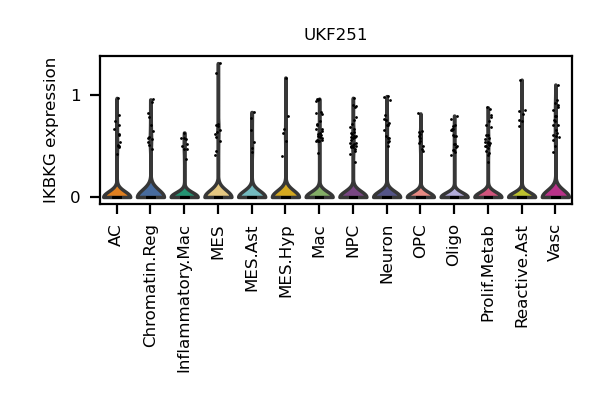 UKF251
IKBKG expression
1
0
AC
Chromatin.Reg
Inflammatory.Mac
MES
MES.Ast
MES.Hyp
Mac
NPC
Neuron
OPC
Oligo
Prolif.Metab
Reactive.Ast
Vasc